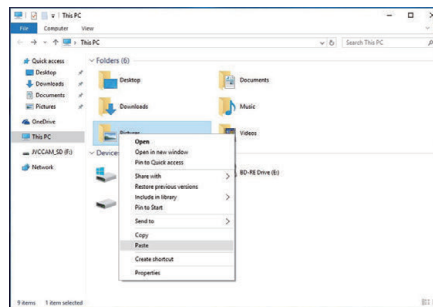 This PC
File Computer View
This PC
Search This PC
Quick access
Desktop
Downloads
Documents
Pictures
OneDrive
This PC
JVCCAM_SD (F:)
Network
Folders (6)
Desktop
Documents
Downloads
Music
Pictures
Videos
Devices
BD-RE Drive (E:)
Open
Open in new window
Pin to Quick access
Share with
Restore previous versions
Include in library
Pin to Start
Send to
Copy
Paste
Create shortcut
Properties
9 items 1 item selected